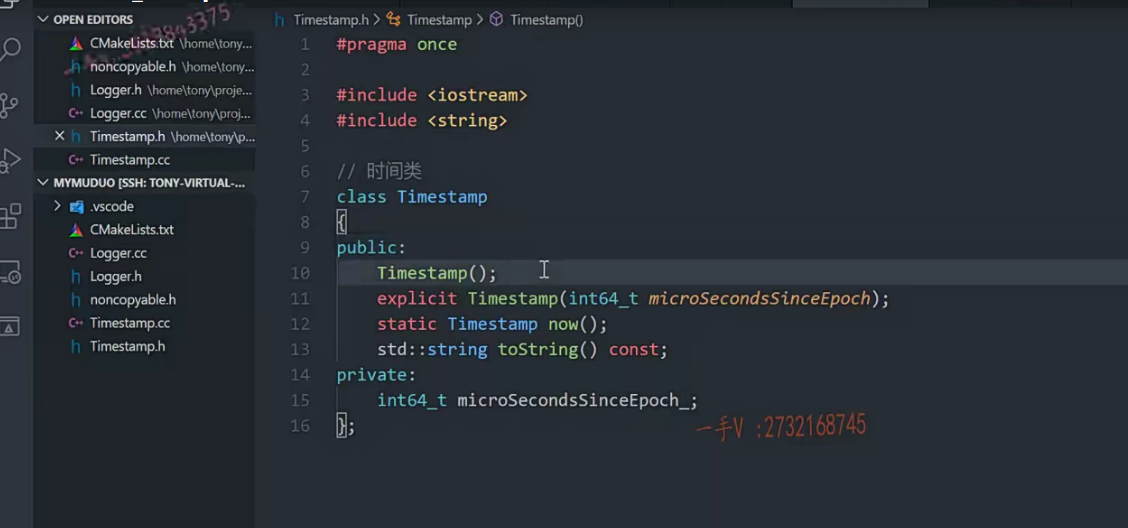 OPEN EDITORS
CMakeLists.txt \home\tony...
noncopyable.h \home\tony...
Logger.h \home\tony\proje...
Logger.cc \home\tony\proj...
Timestamp.h \home\tony\p...
Timestamp.cc
MYMUDUO [SSH: TONY-VIRTUAL-...
.vscode
CMakeLists.txt
Logger.cc
Logger.h
noncopyable.h
Timestamp.cc
Timestamp.h
Timestamp.h > Timestamp > Timestamp()
1 #pragma once
2
3 #include <iostream>
4 #include <string>
5
6 // 时间类
7 class Timestamp
8 {
9 public:
10 Timestamp();
11 explicit Timestamp(int64_t microSecondsSinceEpoch);
12 static Timestamp now();
13 std::string toString() const;
14 private:
15 int64_t microSecondsSinceEpoch_;
16 };
一手V :2732168745